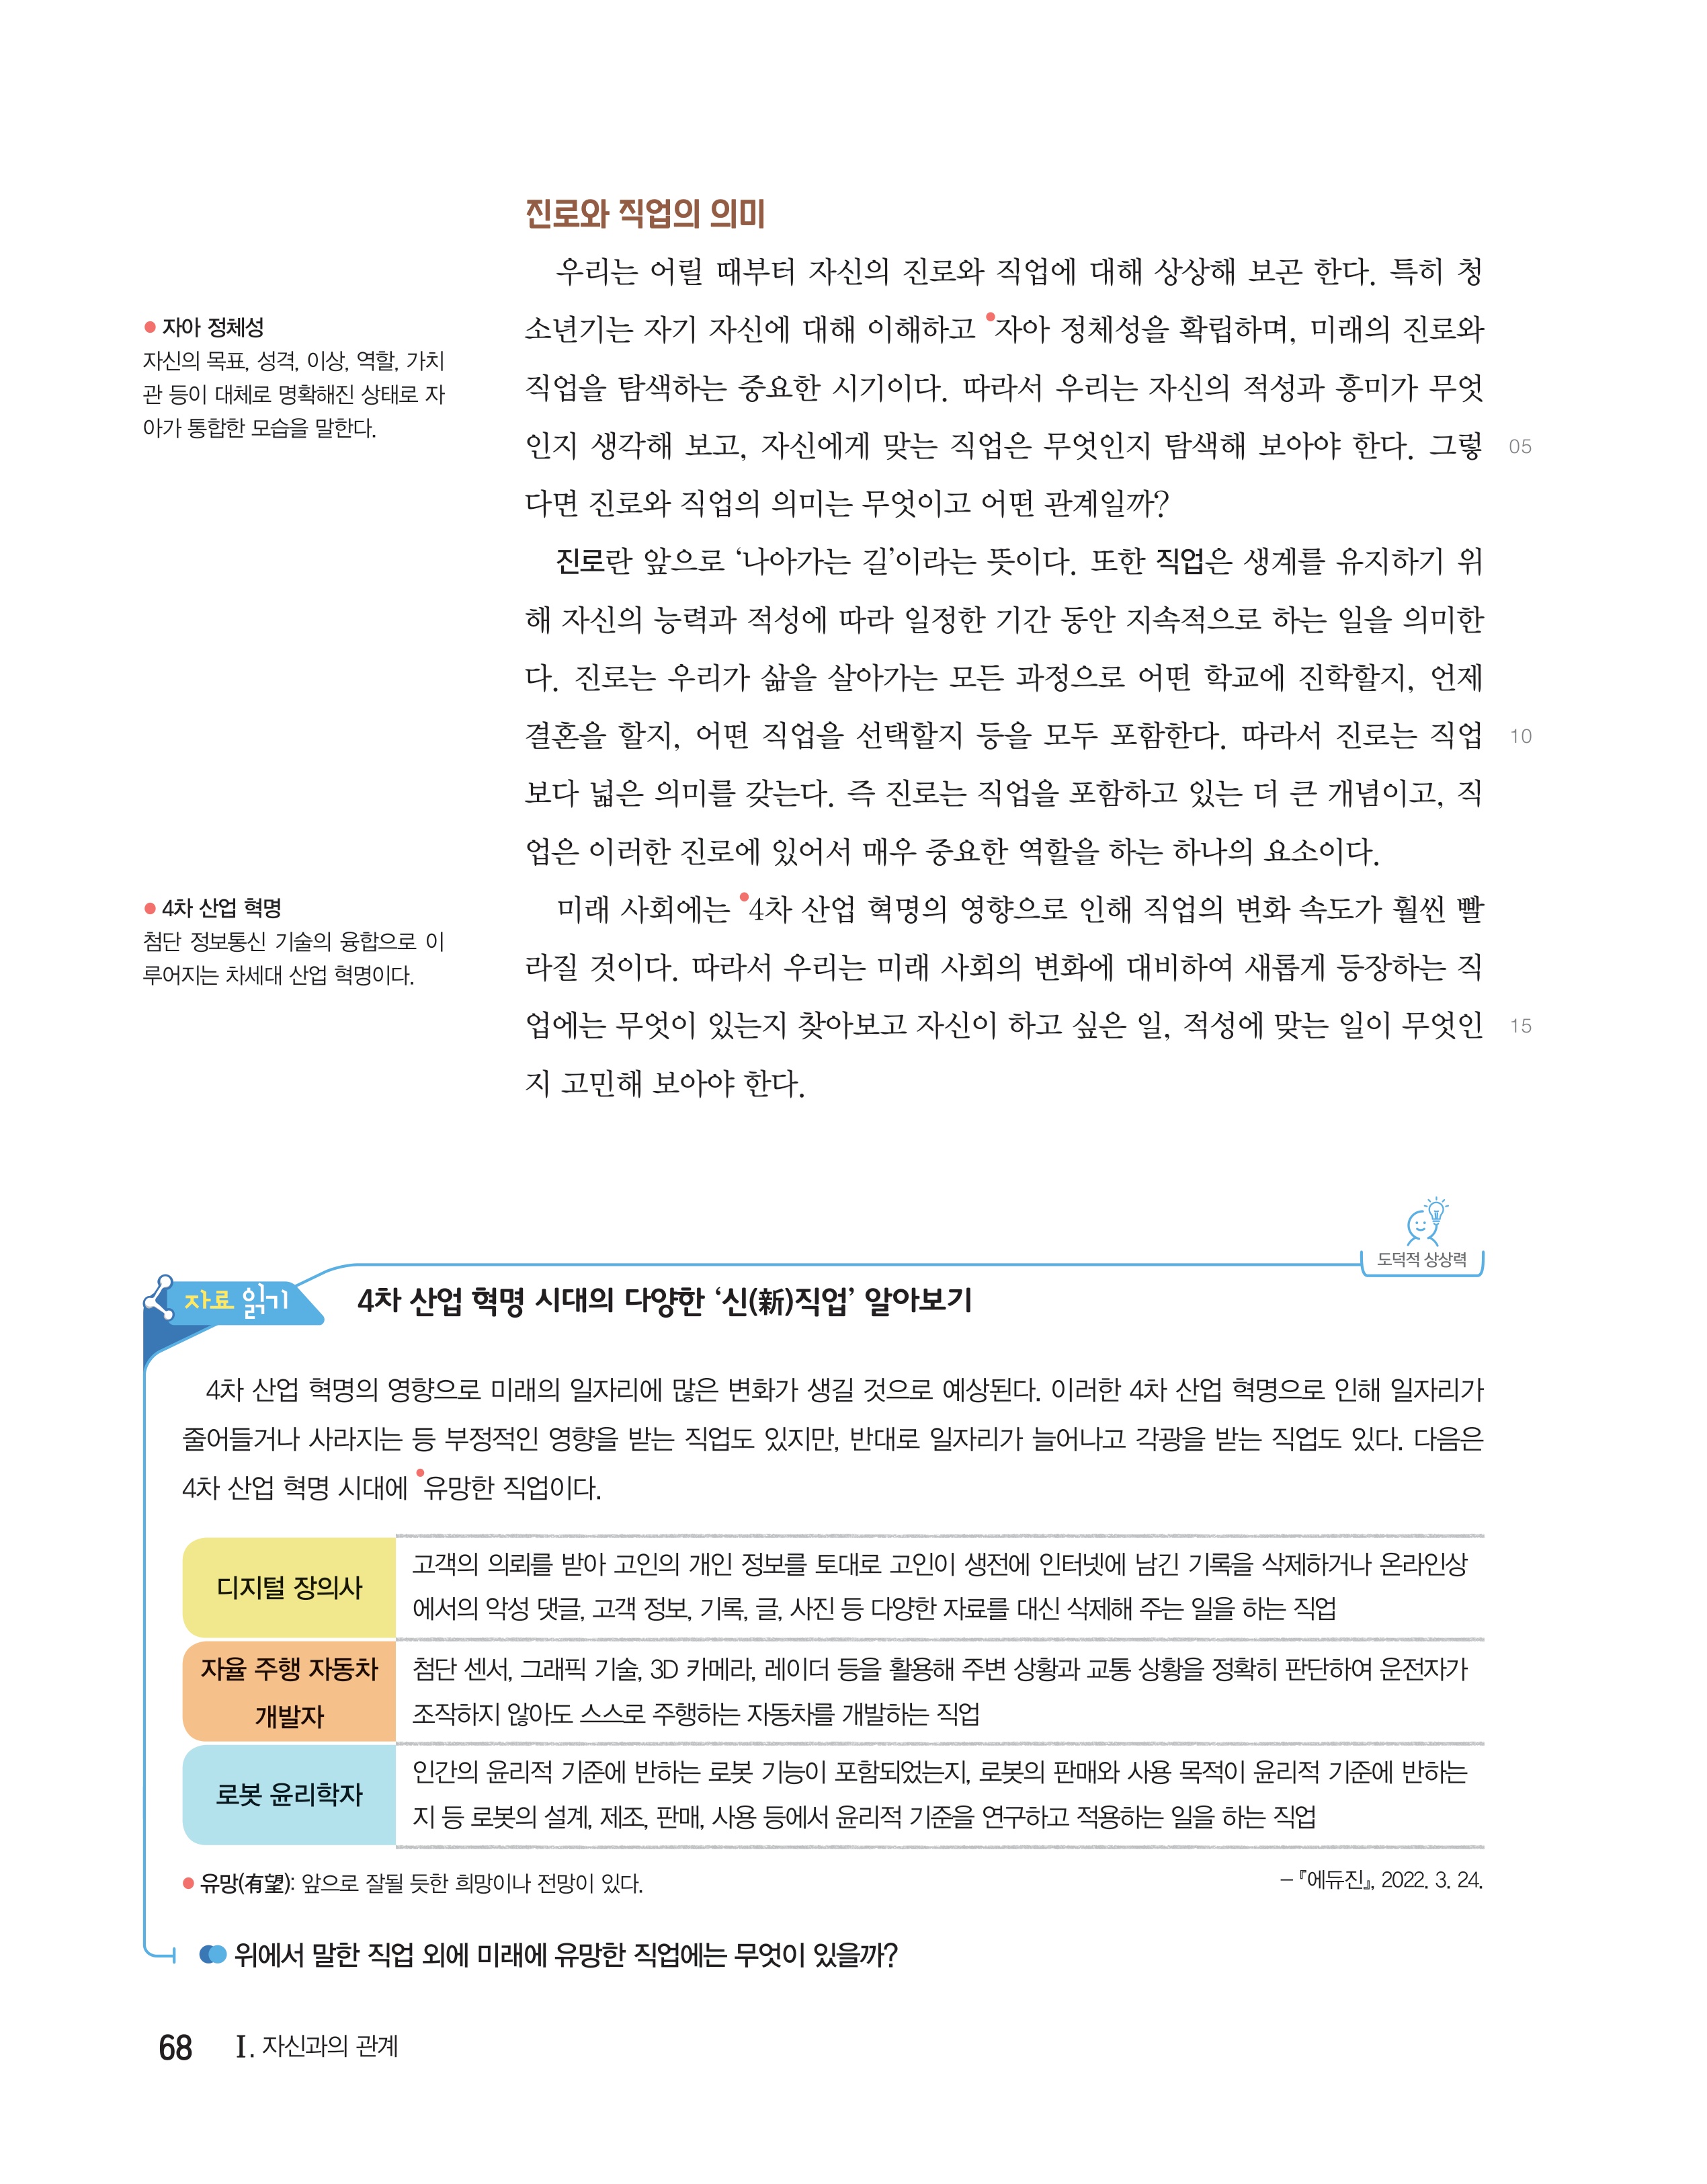 진로와 직업의 의미
우리는 어릴 때부터 자신의 진로와 직업에 대해 상상해 보곤 한다. 특히 청
소년기는 자기 자신에 대해 이해하고 •자아 정체성을 확립하며, 미래의 진로와
직업을 탐색하는 중요한 시기이다. 따라서 우리는 자신의 적성과 흥미가 무엇
인지 생각해 보고, 자신에게 맞는 직업은 무엇인지 탐색해 보아야 한다. 그렇 05
다면 진로와 직업의 의미는 무엇이고 어떤 관계일까?
진로란 앞으로 ‘나아가는 길’이라는 뜻이다. 또한 직업은 생계를 유지하기 위
해 자신의 능력과 적성에 따라 일정한 기간 동안 지속적으로 하는 일을 의미한
다. 진로는 우리가 삶을 살아가는 모든 과정으로 어떤 학교에 진학할지, 언제
결혼을 할지, 어떤 직업을 선택할지 등을 모두 포함한다. 따라서 진로는 직업 10
보다 넓은 의미를 갖는다. 즉 진로는 직업을 포함하고 있는 더 큰 개념이고, 직
업은 이러한 진로에 있어서 매우 중요한 역할을 하는 하나의 요소이다.
미래 사회에는 •4차 산업 혁명의 영향으로 인해 직업의 변화 속도가 훨씬 빨
라질 것이다. 따라서 우리는 미래 사회의 변화에 대비하여 새롭게 등장하는 직
업에는 무엇이 있는지 찾아보고 자신이 하고 싶은 일, 적성에 맞는 일이 무엇인 15
지 고민해 보아야 한다.
• 자아 정체성
자신의 목표, 성격, 이상, 역할, 가치
관 등이 대체로 명확해진 상태로 자
아가 통합한 모습을 말한다.
• 4차 산업 혁명
첨단 정보통신 기술의 융합으로 이
루어지는 차세대 산업 혁명이다.
도덕적 상상력
자료 읽기
4차 산업 혁명 시대의 다양한 ‘신(新)직업’ 알아보기
4차 산업 혁명의 영향으로 미래의 일자리에 많은 변화가 생길 것으로 예상된다. 이러한 4차 산업 혁명으로 인해 일자리가
줄어들거나 사라지는 등 부정적인 영향을 받는 직업도 있지만, 반대로 일자리가 늘어나고 각광을 받는 직업도 있다. 다음은
4차 산업 혁명 시대에 •유망한 직업이다.
디지털 장의사
고객의 의뢰를 받아 고인의 개인 정보를 토대로 고인이 생전에 인터넷에 남긴 기록을 삭제하거나 온라인상
에서의 악성 댓글, 고객 정보, 기록, 글, 사진 등 다양한 자료를 대신 삭제해 주는 일을 하는 직업
자율 주행 자동차
개발자
첨단 센서, 그래픽 기술, 3D 카메라, 레이더 등을 활용해 주변 상황과 교통 상황을 정확히 판단하여 운전자가
조작하지 않아도 스스로 주행하는 자동차를 개발하는 직업
로봇 윤리학자
인간의 윤리적 기준에 반하는 로봇 기능이 포함되었는지, 로봇의 판매와 사용 목적이 윤리적 기준에 반하는
지 등 로봇의 설계, 제조, 판매, 사용 등에서 윤리적 기준을 연구하고 적용하는 일을 하는 직업
• 유망(有望): 앞으로 잘될 듯한 희망이나 전망이 있다.
– 『에듀진』, 2022. 3. 24.
위에서 말한 직업 외에 미래에 유망한 직업에는 무엇이 있을까?
68 Ⅰ. 자신과의 관계